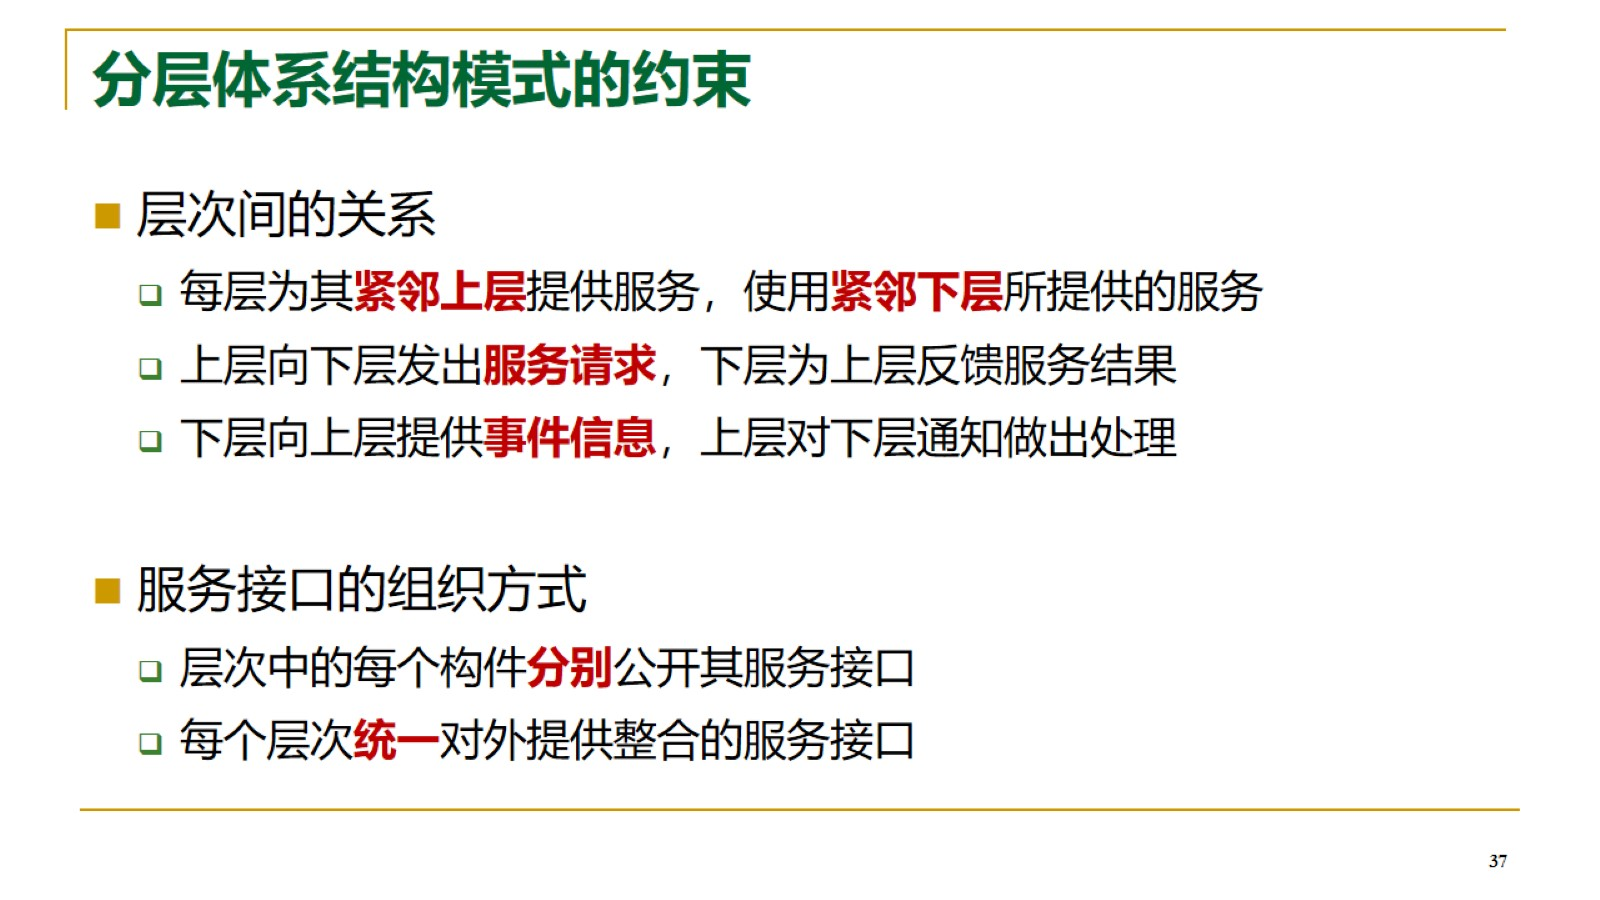 分层体系结构模式的约束
层次间的关系
每层为其紧邻上层提供服务，使用紧邻下层所提供的服务
上层向下层发出服务请求，下层为上层反馈服务结果
下层向上层提供事件信息，上层对下层通知做出处理
服务接口的组织方式
层次中的每个构件分别公开其服务接口
每个层次统一对外提供整合的服务接口
37